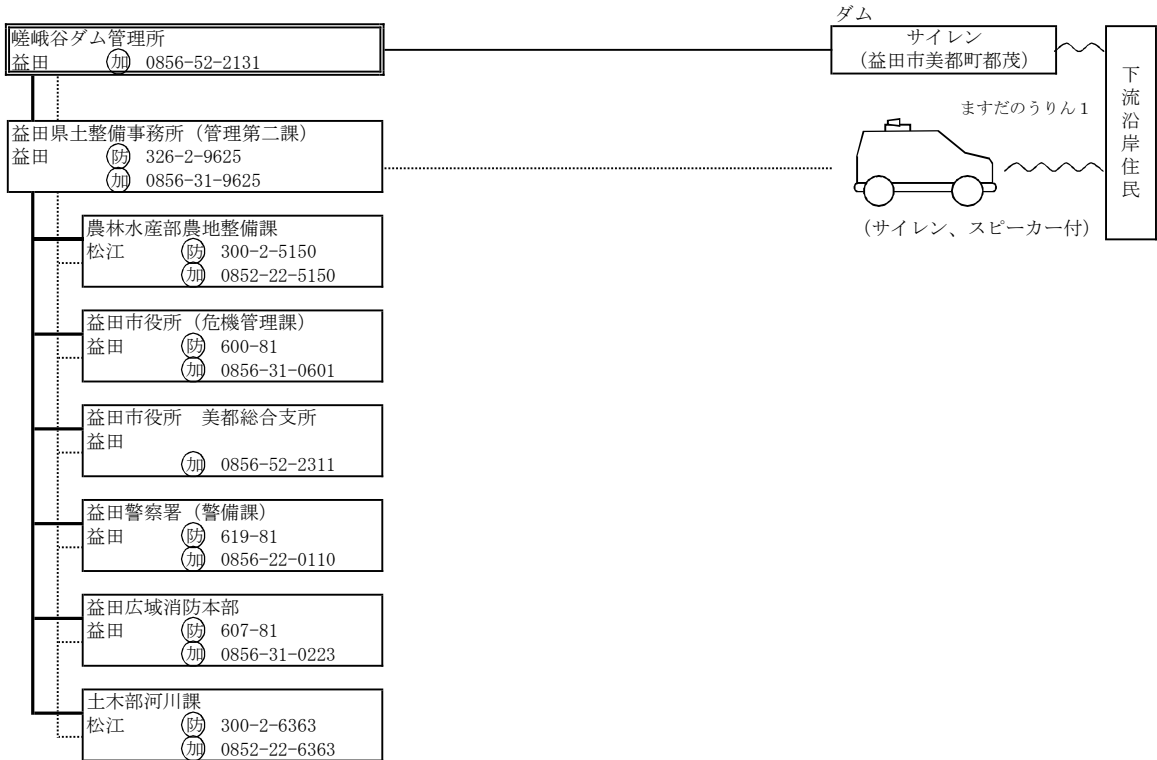 嵯峨谷ダム管理所
益田 加 0856-52-2131
ダム
サイレン
（益田市美都町都茂）
下流沿岸住民
益田県土整備事務所（管理第二課）
益田 防 326-2-9625
加 0856-31-9625
ますだのうりん１
（サイレン、スピーカー付）
農林水産部農地整備課
松江 防 300-2-5150
加 0852-22-5150
益田市役所（危機管理課）
益田 防 600-81
加 0856-31-0601
益田市役所　美都総合支所
益田
加 0856-52-2311
益田警察署（警備課）
益田 防 619-81
加 0856-22-0110
益田広域消防本部
益田 防 607-81
加 0856-31-0223
土木部河川課
松江 防 300-2-6363
加 0852-22-6363